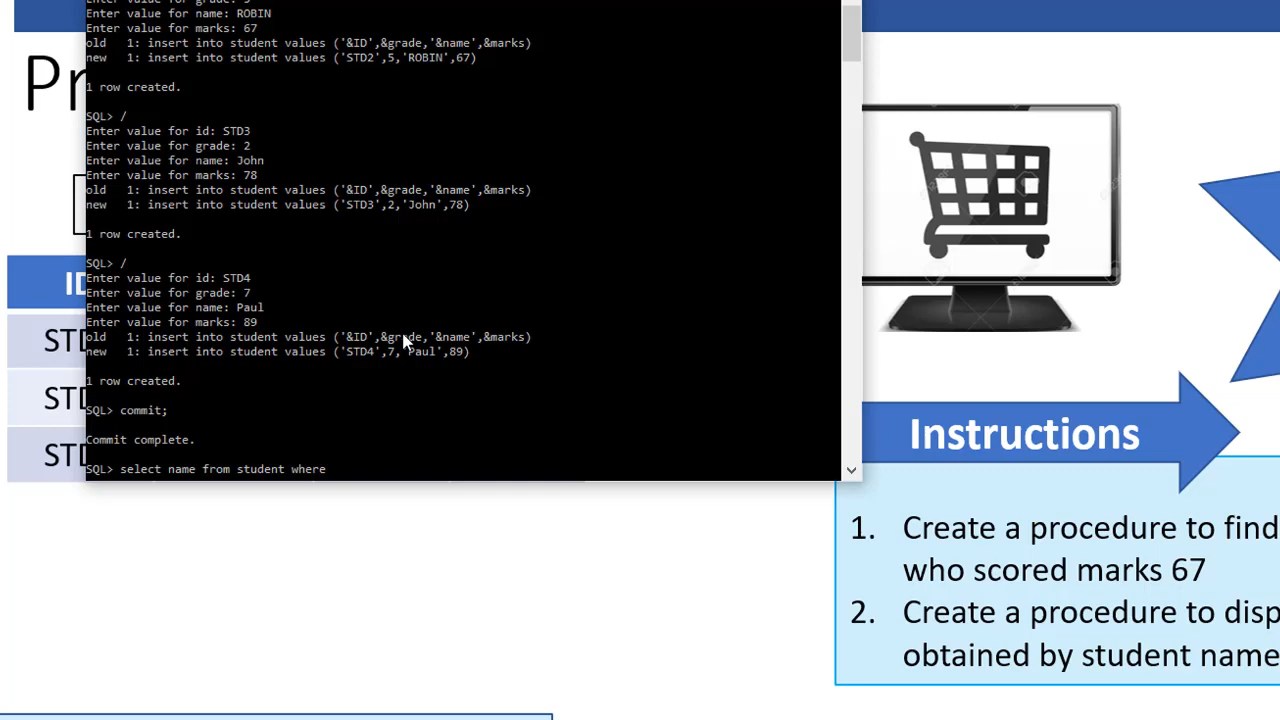 Enter value for name: ROBIN
Enter value for marks: 67
old   1: insert into student values ('&ID',&grade,'&name',&marks)
new   1: insert into student values ('STD2',5,'ROBIN',67)
1 row created.
SQL> /
Enter value for id: STD3
Enter value for grade: 2
Enter value for name: John
Enter value for marks: 78
old   1: insert into student values ('&ID',&grade,'&name',&marks)
new   1: insert into student values ('STD3',2,'John',78)
1 row created.
SQL> /
Enter value for id: STD4
Enter value for grade: 7
Enter value for name: Paul
Enter value for marks: 89
old   1: insert into student values ('&ID',&grade,'&name',&marks)
new   1: insert into student values ('STD4',7,'Paul',89)
1 row created.
SQL> commit;
Commit complete.
SQL> select name from student where
Pr
ID
STD
STD
STD
Instructions
1. Create a procedure to find
who scored marks 67
2. Create a procedure to disp
obtained by student name